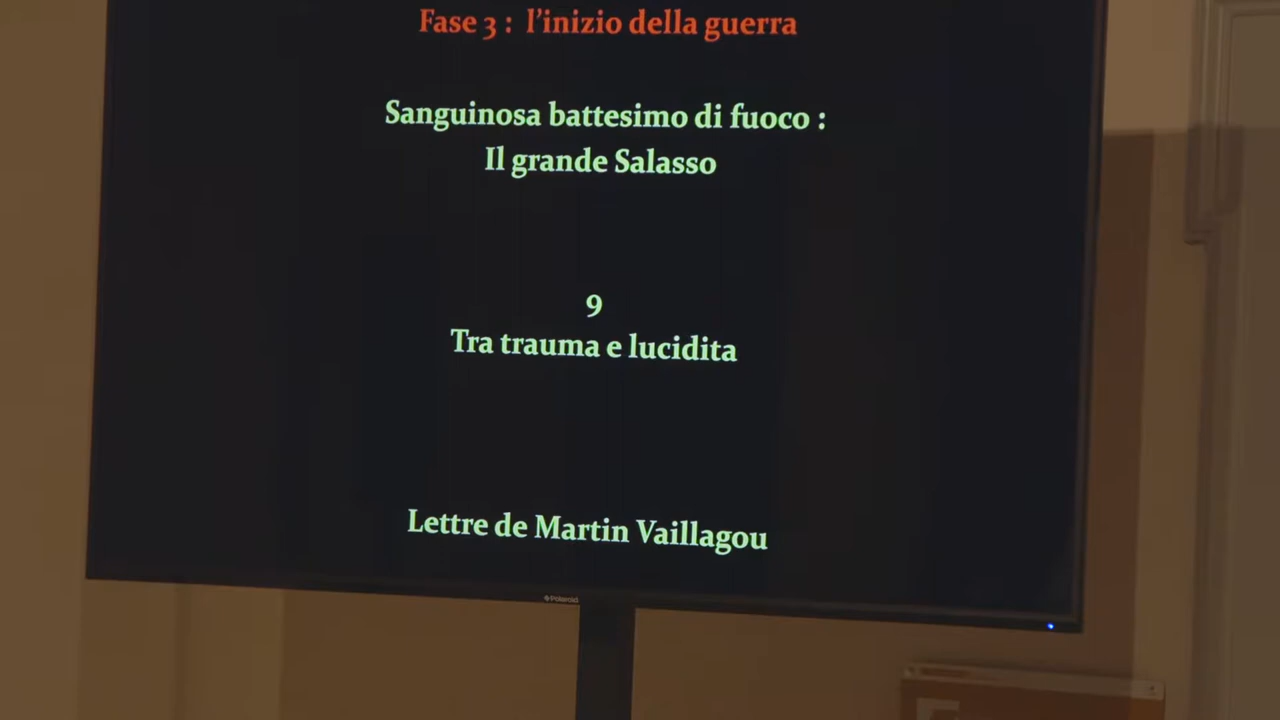 Fase 3 : l'inizio della guerra
Sanguinosa battesimo di fuoco :
Il grande Salasso
9
Tra trauma e lucidita
Lettre de Martin Vaillagou
Polaroid